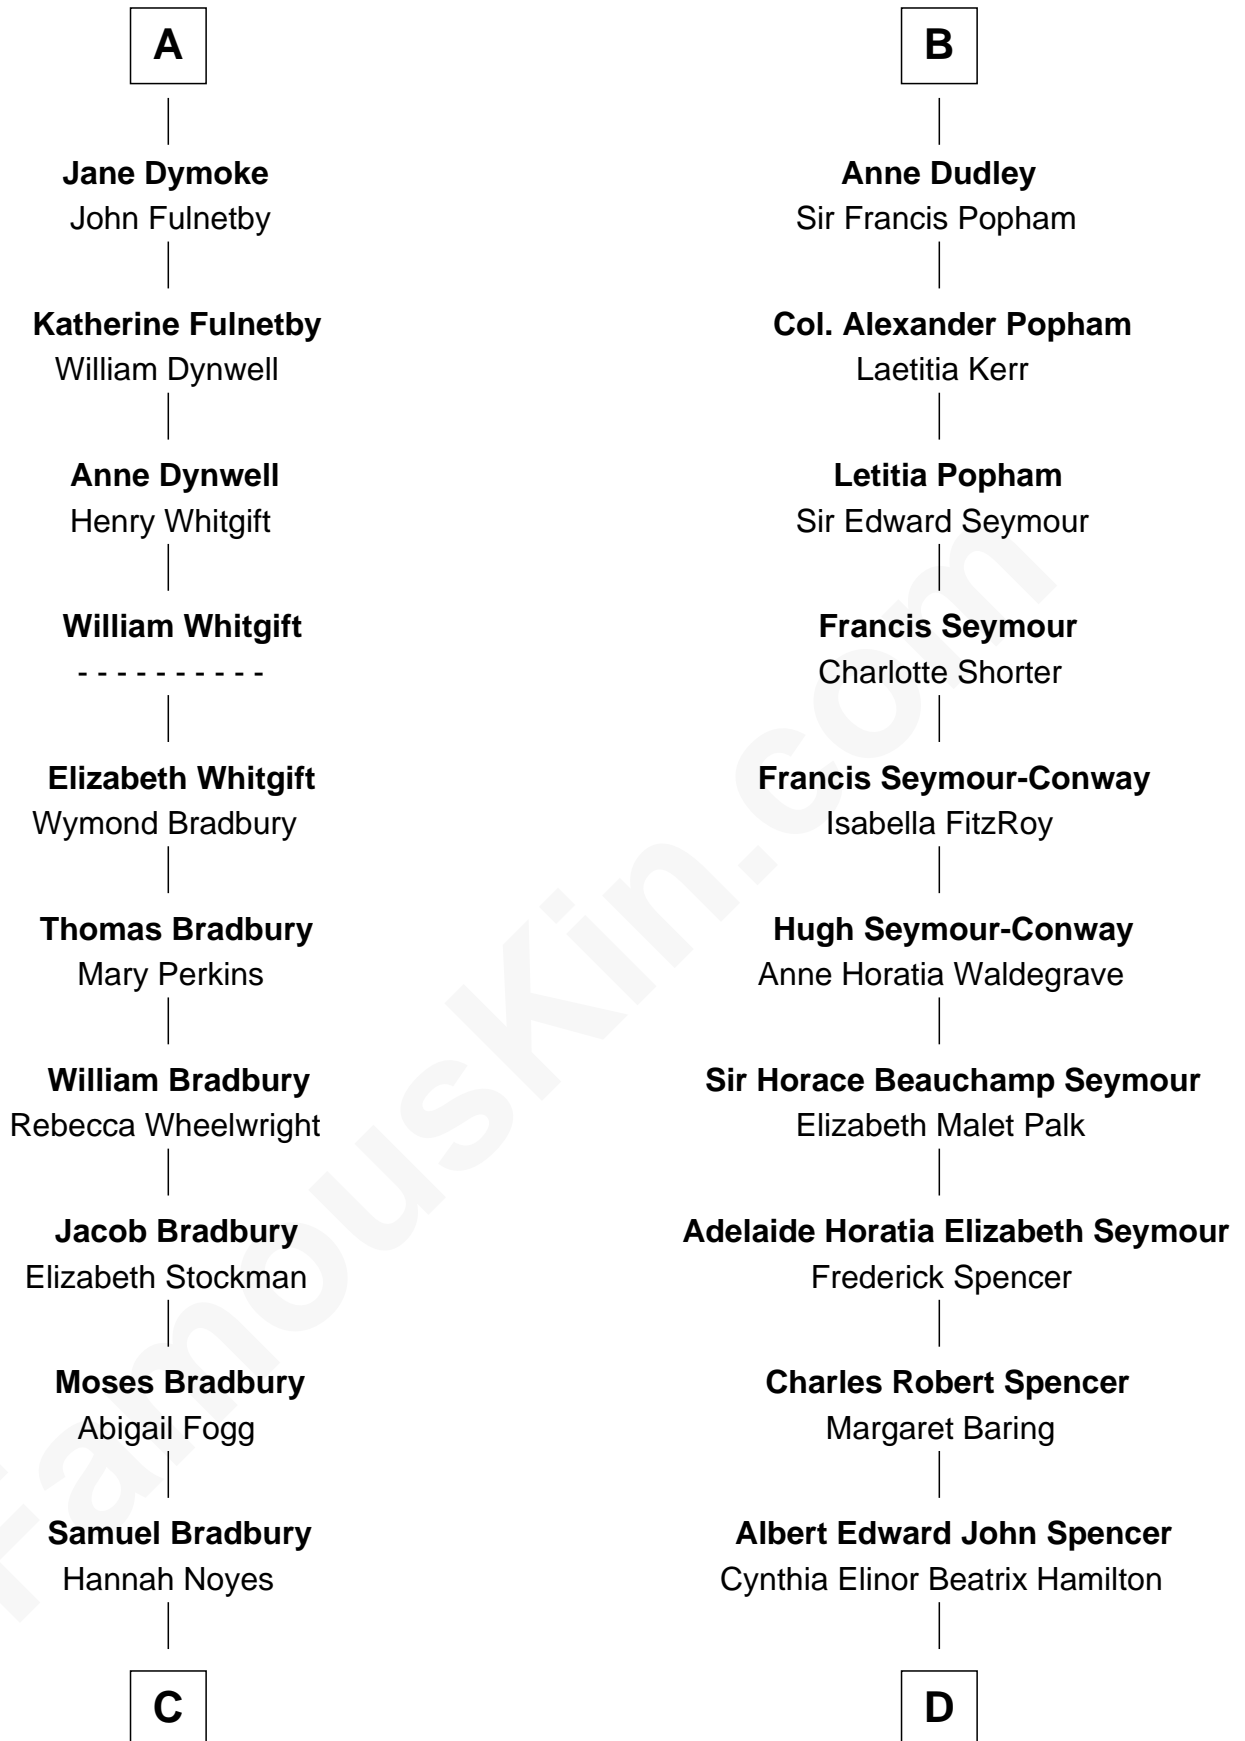 A
Jane Dymoke
John Fulnetby
Katherine Fulnetby
William Dynwell
Anne Dynwell
Henry Whitgift
William Whitgift
- - - - - - - - - -
Elizabeth Whitgift
Wymond Bradbury
Thomas Bradbury
Mary Perkins
William Bradbury
Rebecca Wheelwright
Jacob Bradbury
Elizabeth Stockman
Moses Bradbury
Abigail Fogg
Samuel Bradbury
Hannah Noyes
C
B
Anne Dudley
Sir Francis Popham
Col. Alexander Popham
Laetitia Kerr
Letitia Popham
Sir Edward Seymour
Francis Seymour
Charlotte Shorter
Francis Seymour-Conway
Isabella FitzRoy
Hugh Seymour-Conway
Anne Horatia Waldegrave
Sir Horace Beauchamp Seymour
Elizabeth Malet Palk
Adelaide Horatia Elizabeth Seymour
Frederick Spencer
Charles Robert Spencer
Margaret Baring
Albert Edward John Spencer
Cynthia Elinor Beatrix Hamilton
D
FamousKin.com